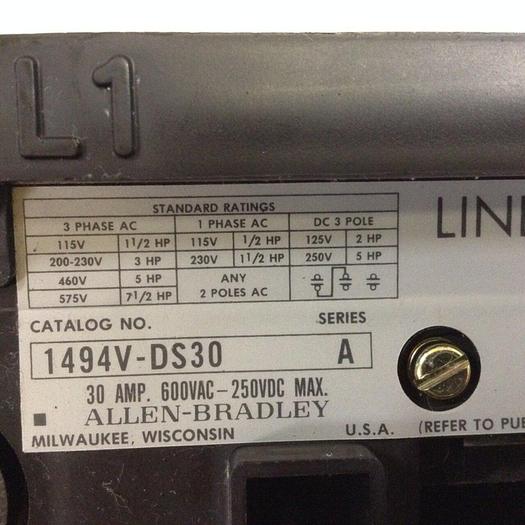 L1
STANDARD RATINGS
3 PHASE AC 1 PHASE AC DC 3 POLE
115V 1 1/2 HP 115V 1/2 HP 125V 2 HP
200-230V 3 HP 230V 1 1/2 HP 250V 5 HP
460V 5 HP ANY
575V 7 1/2 HP 2 POLES AC
LINE
CATALOG NO. SERIES
1494V-DS30 A
30 AMP. 600VAC-250VDC MAX.
ALLEN-BRADLEY
MILWAUKEE, WISCONSIN U.S.A. (REFER TO